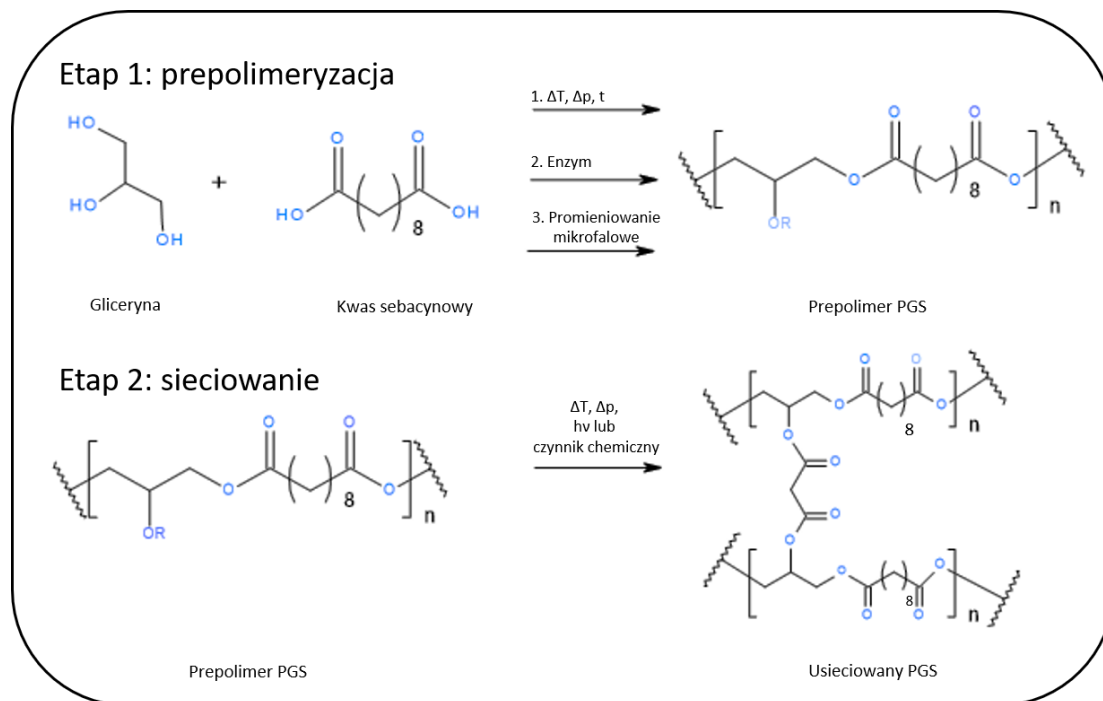 Etap 1: prepolimeryzacja
HO
HO
OH
+
O
O
HO
OH
8
1. ΔT, Δp, t
2. Enzym
3. Promieniowanie
mikrofalowe
O
O
O
O
OR
8
n
Gliceryna
Kwas sebacynowy
Prepolimer PGS
Etap 2: sieciowanie
O
O
O
O
OR
8
n
ΔT, Δp,
hv lub
czynnik chemiczny
O
O
O
O
8
n
O
O
O
O
O
O
8
n
O
O
Prepolimer PGS
Usieciowany PGS